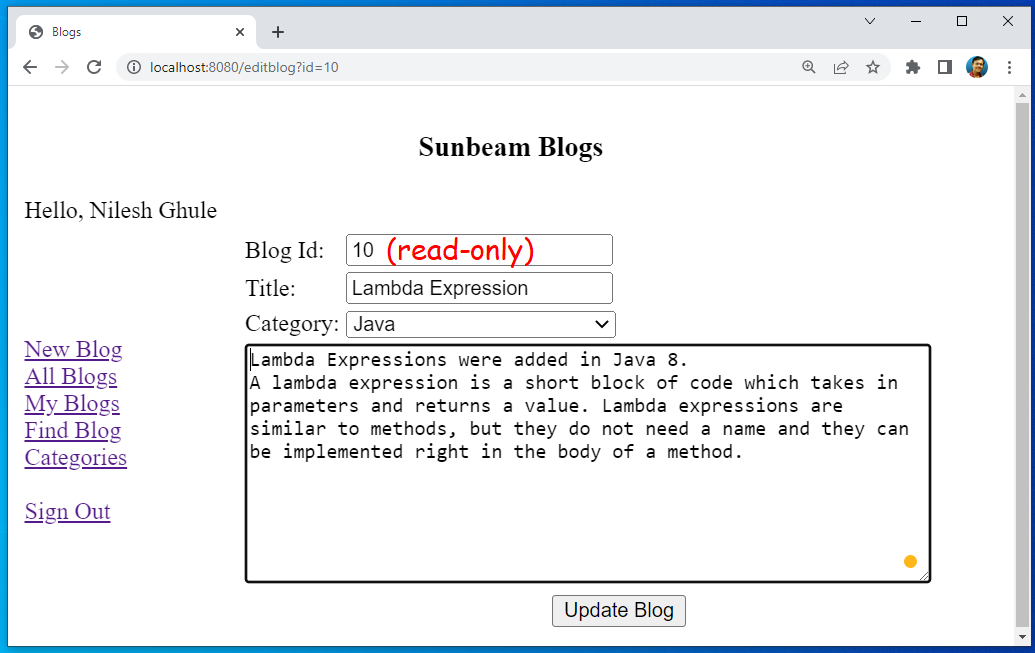 Blogs
localhost:8080/editblog?id=10
Sunbeam Blogs
Hello, Nilesh Ghule
Blog Id: 10 (read-only)
Title: Lambda Expression
Category: Java
New Blog
All Blogs
My Blogs
Find Blog
Categories
Sign Out
Lambda Expressions were added in Java 8.
A lambda expression is a short block of code which takes in
parameters and returns a value. Lambda expressions are
similar to methods, but they do not need a name and they can
be implemented right in the body of a method.
Update Blog